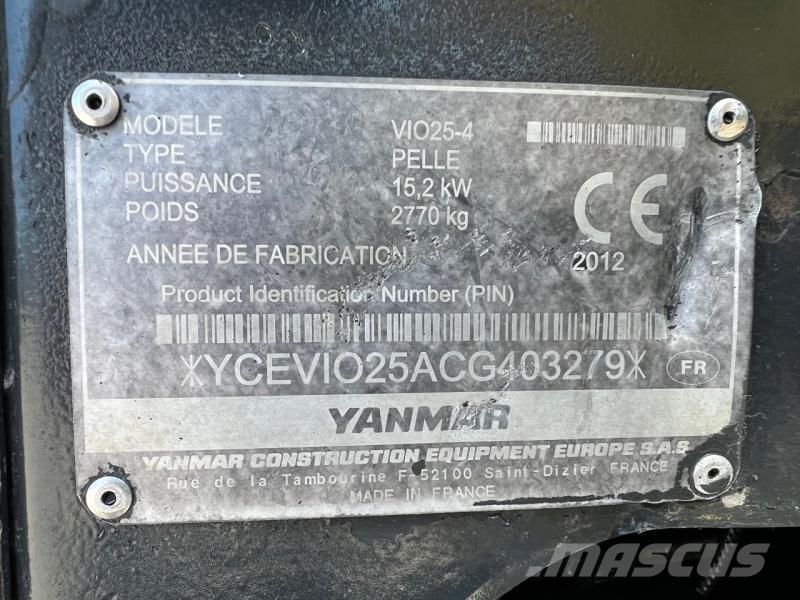 MODELE VIO25-4
TYPE PELLE
PUISSANCE 15,2 kW
POIDS 2770 kg
CE
ANNEE DE FABRICATION 2012
Product Identification Number (PIN)
*YCEVIO25ACG403279*
FR
YANMAR
YANMAR CONSTRUCTION EQUIPMENT EUROPE S.A.S
Rue de la Tambourine F-52100 Saint-Dizier FRANCE
MADE IN FRANCE
MASCUS